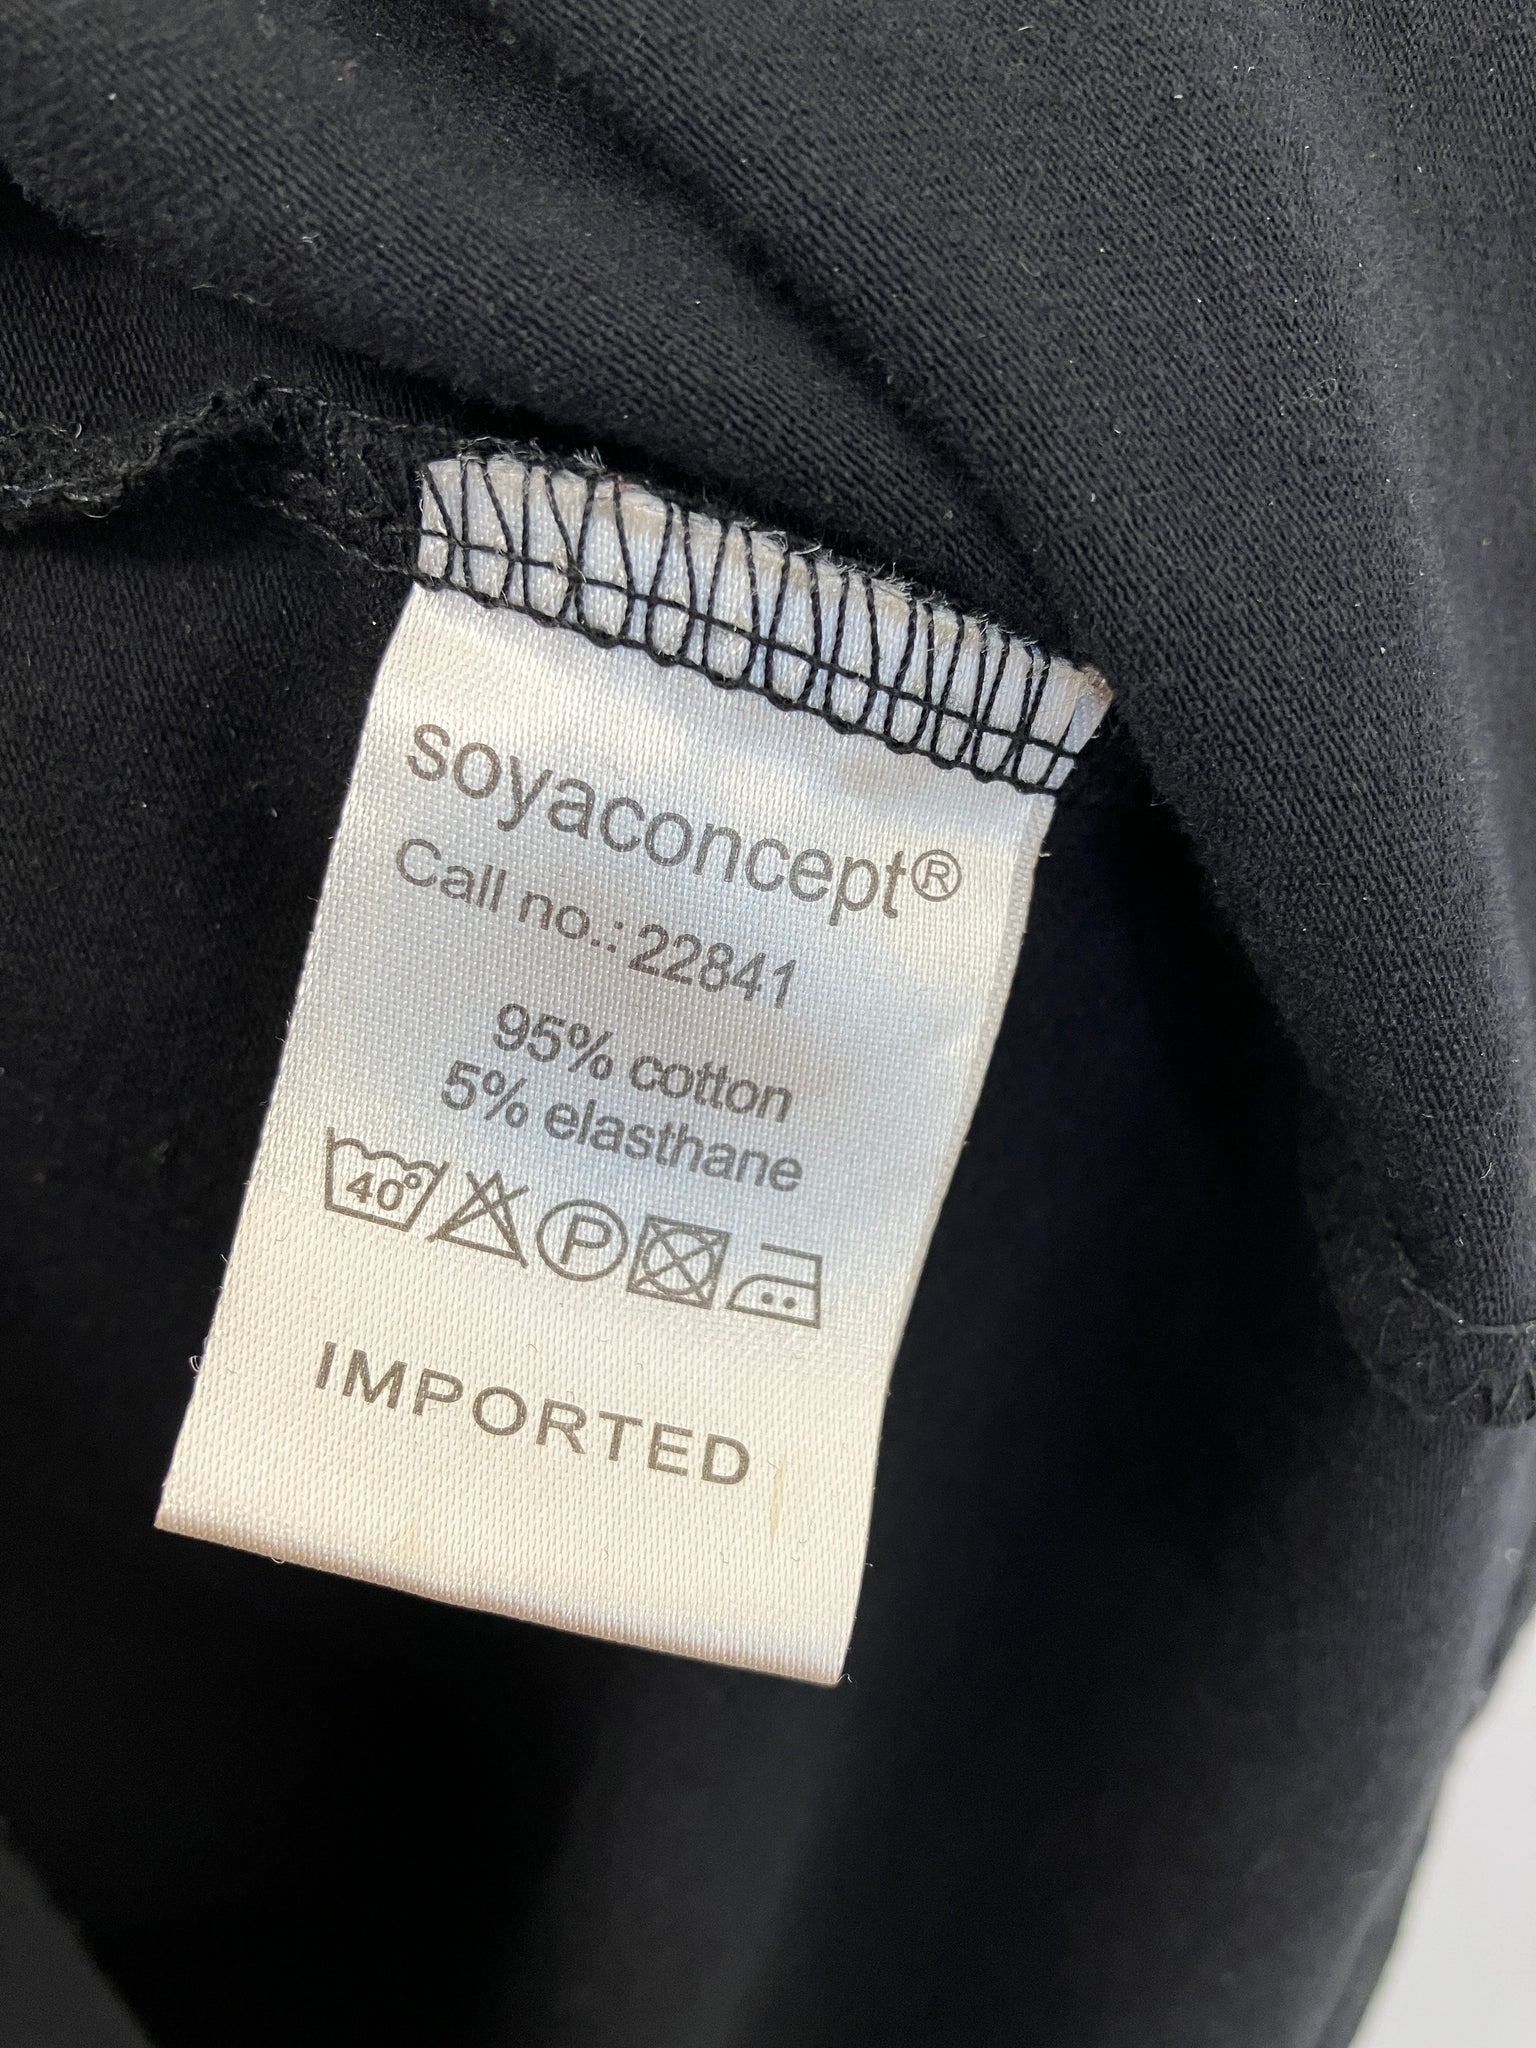 soyaconcept®
Call no.: 22841
95% cotton
5% elasthane
40° P
IMPORTED